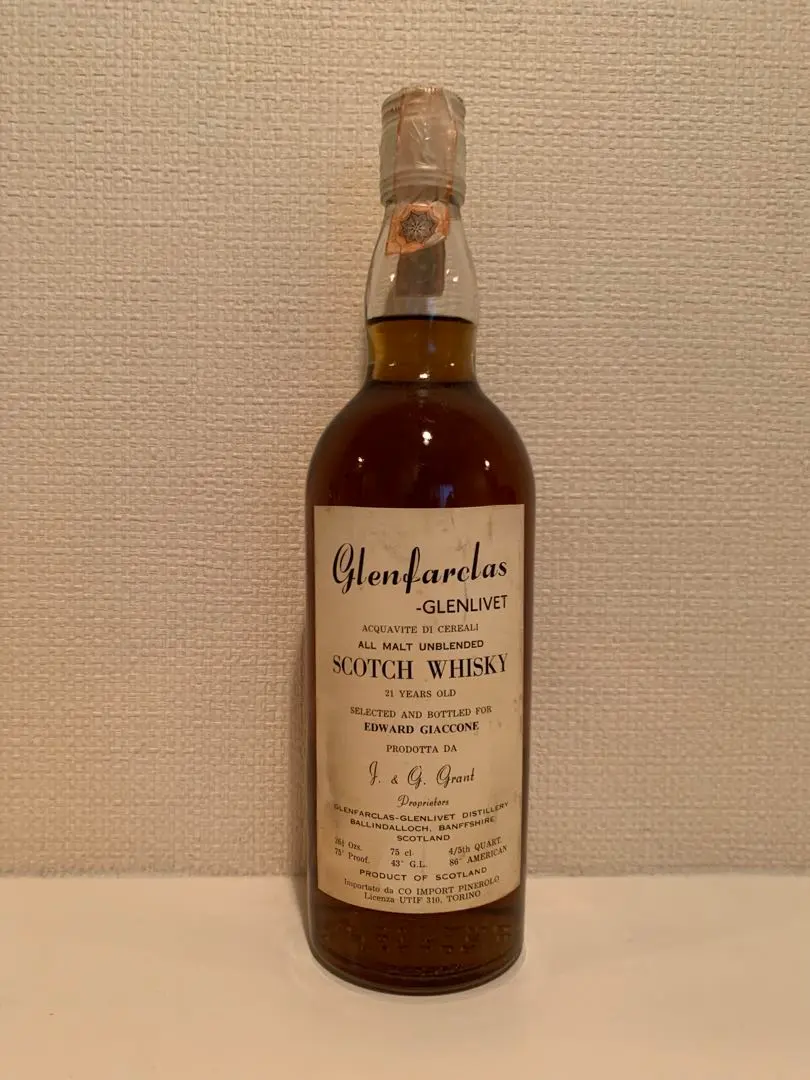 Glenfarclas
-GLENLIVET
ACQUAVITE DI CEREALI
ALL MALT UNBLENDED
SCOTCH WHISKY
21 YEARS OLD
SELECTED AND BOTTLED FOR
EDWARD GIACCONE
PRODOTTA DA
J. & G. Grant
Proprietors
GLENFARCLAS-GLENLIVET DISTILLERY
BALLINDALLOCH, BANFFSHIRE
SCOTLAND
Ozs. 75 cl. 4/5th QUART
75° Proof. 43° G.L. 86° AMERICAN
PRODUCT OF SCOTLAND
Importato da CO IMPORT PINEROLO
Licenza UTIF 310, TORINO